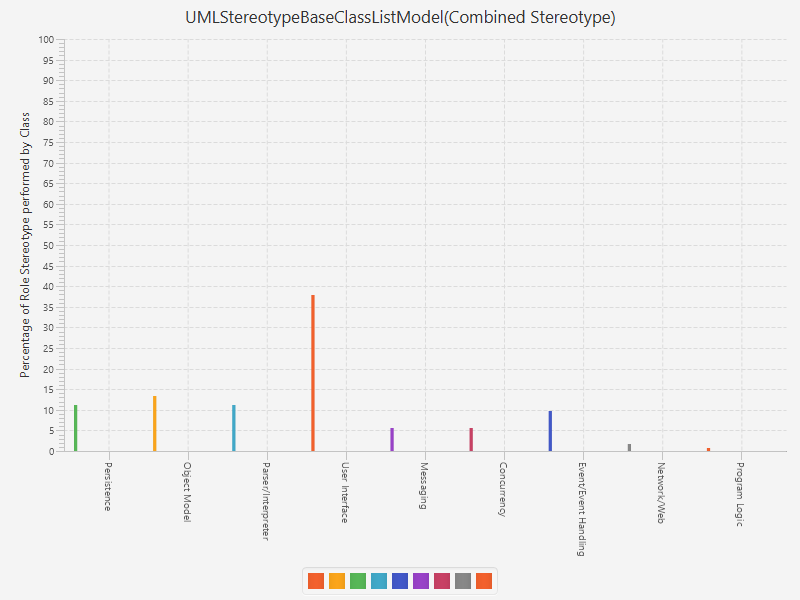 UMLStereotypeBaseClassListModel(Combined Stereotype)
Percentage of Role Stereotype performed by Class
100
95
90
85
80
75
70
65
60
55
50
45
40
35
30
25
20
15
10
5
0
Persistence
Object Model
Parser/Interpreter
User Interface
Messaging
Concurrency
Event/Event Handling
Network/Web
Program Logic